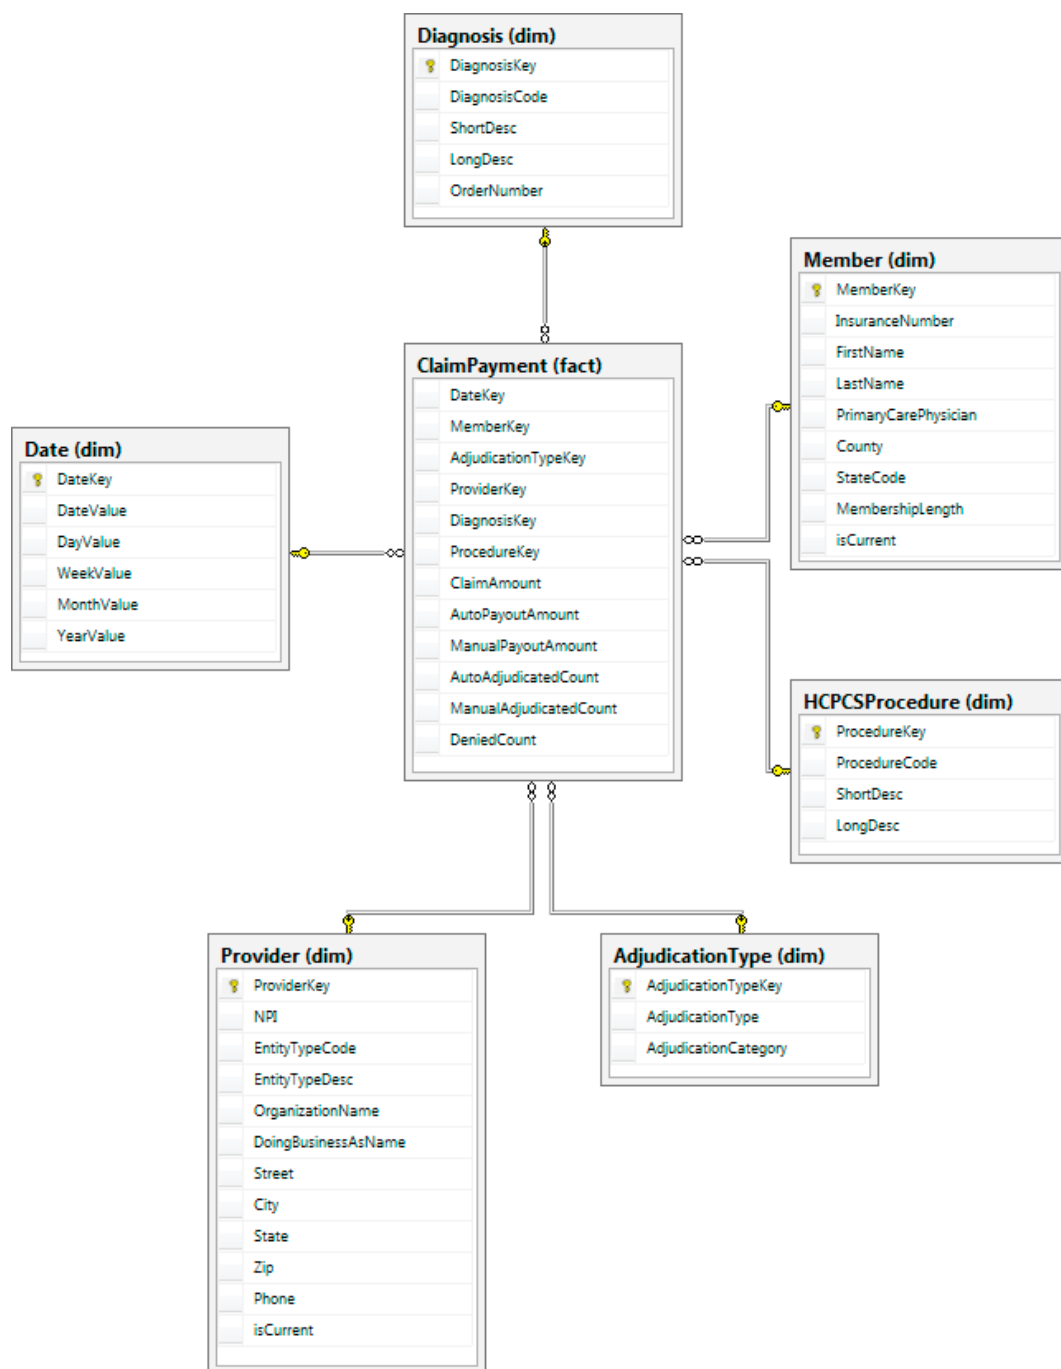 Diagnosis (dim)
DiagnosisKey
DiagnosisCode
ShortDesc
LongDesc
OrderNumber
Member (dim)
MemberKey
InsuranceNumber
FirstName
LastName
PrimaryCarePhysician
County
StateCode
MembershipLength
isCurrent
ClaimPayment (fact)
DateKey
MemberKey
AdjudicationTypeKey
ProviderKey
DiagnosisKey
ProcedureKey
ClaimAmount
AutoPayoutAmount
ManualPayoutAmount
AutoAdjudicatedCount
ManualAdjudicatedCount
DeniedCount
Date (dim)
DateKey
DateValue
DayValue
WeekValue
MonthValue
YearValue
HCPCSProcedure (dim)
ProcedureKey
ProcedureCode
ShortDesc
LongDesc
Provider (dim)
ProviderKey
NPI
EntityTypeCode
EntityTypeDesc
OrganizationName
DoingBusinessAsName
Street
City
State
Zip
Phone
isCurrent
AdjudicationType (dim)
AdjudicationTypeKey
AdjudicationType
AdjudicationCategory